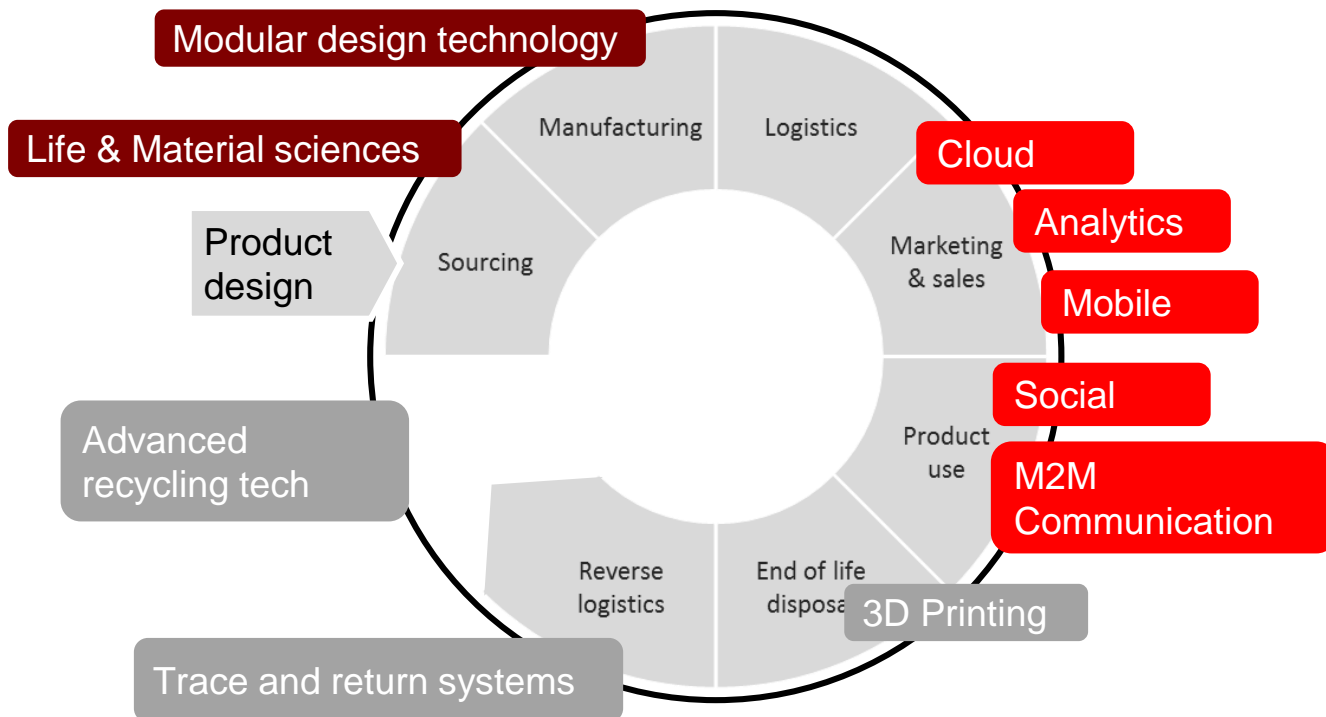 Modular design technology
Manufacturing
Logistics
Life & Material sciences
Cloud
Analytics
Product
design
Sourcing
Marketing
& sales
Mobile
Social
Advanced
recycling tech
Product
use
M2M
Communication
Reverse
logistics
End of life
disposa
3D Printing
Trace and return systems